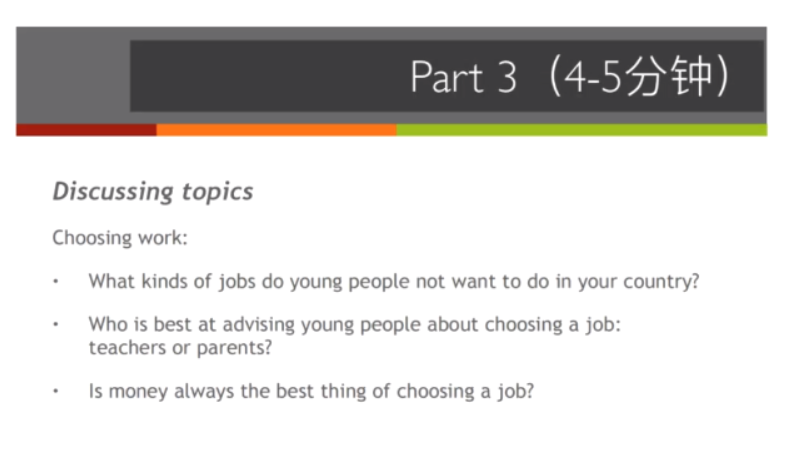 Part 3（4-5分钟）
Discussing topics
Choosing work:
• What kinds of jobs do young people not want to do in your country?
• Who is best at advising young people about choosing a job:
teachers or parents?
• Is money always the best thing of choosing a job?